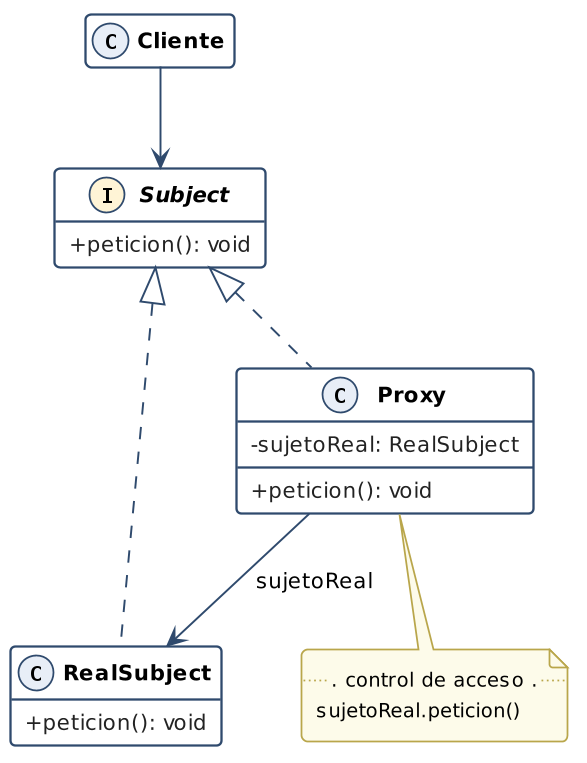 C Cliente
I Subject
+peticion(): void
C Proxy
-sujetoReal: RealSubject
+peticion(): void
sujetoReal
C RealSubject
+peticion(): void
. control de acceso .
sujetoReal.peticion()